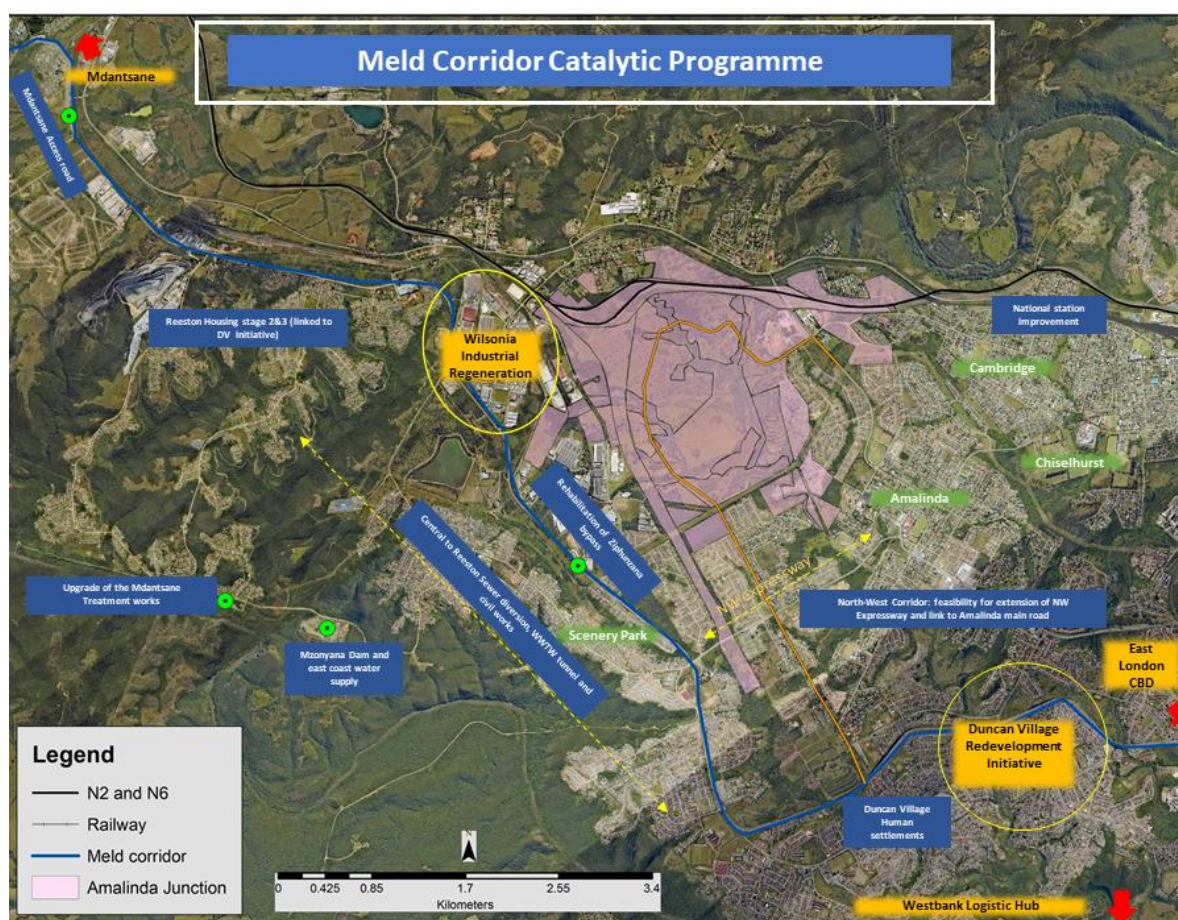 Meld Corridor Catalytic Programme
Mdantsane
Mdantsane Access road
Reeston Housing stage 2&3 (linked to
DV initiative)
Wilsonia
Industrial
Regeneration
National station
improvement
Cambridge
Chiselhurst
Amalinda
Rehabilitation of Ziphunzana
bypass
Central to Reeston Sewer diversion, WWTW tunnel and
civil works
NW Expressway
Upgrade of the Mdantsane
Treatment works
Mzonyana Dam and
east coast water
supply
Scenery Park
North-West Corridor: feasibility for extension of NW
Expressway and link to Amalinda main road
East
London
CBD
Duncan Village
Redevelopment
Initiative
Duncan Village
Human
settlements
Westbank Logistic Hub
Legend
N2 and N6
Railway
Meld corridor
Amalinda Junction
N
0 0.425 0.85 1.7 2.55 3.4
Kilometers